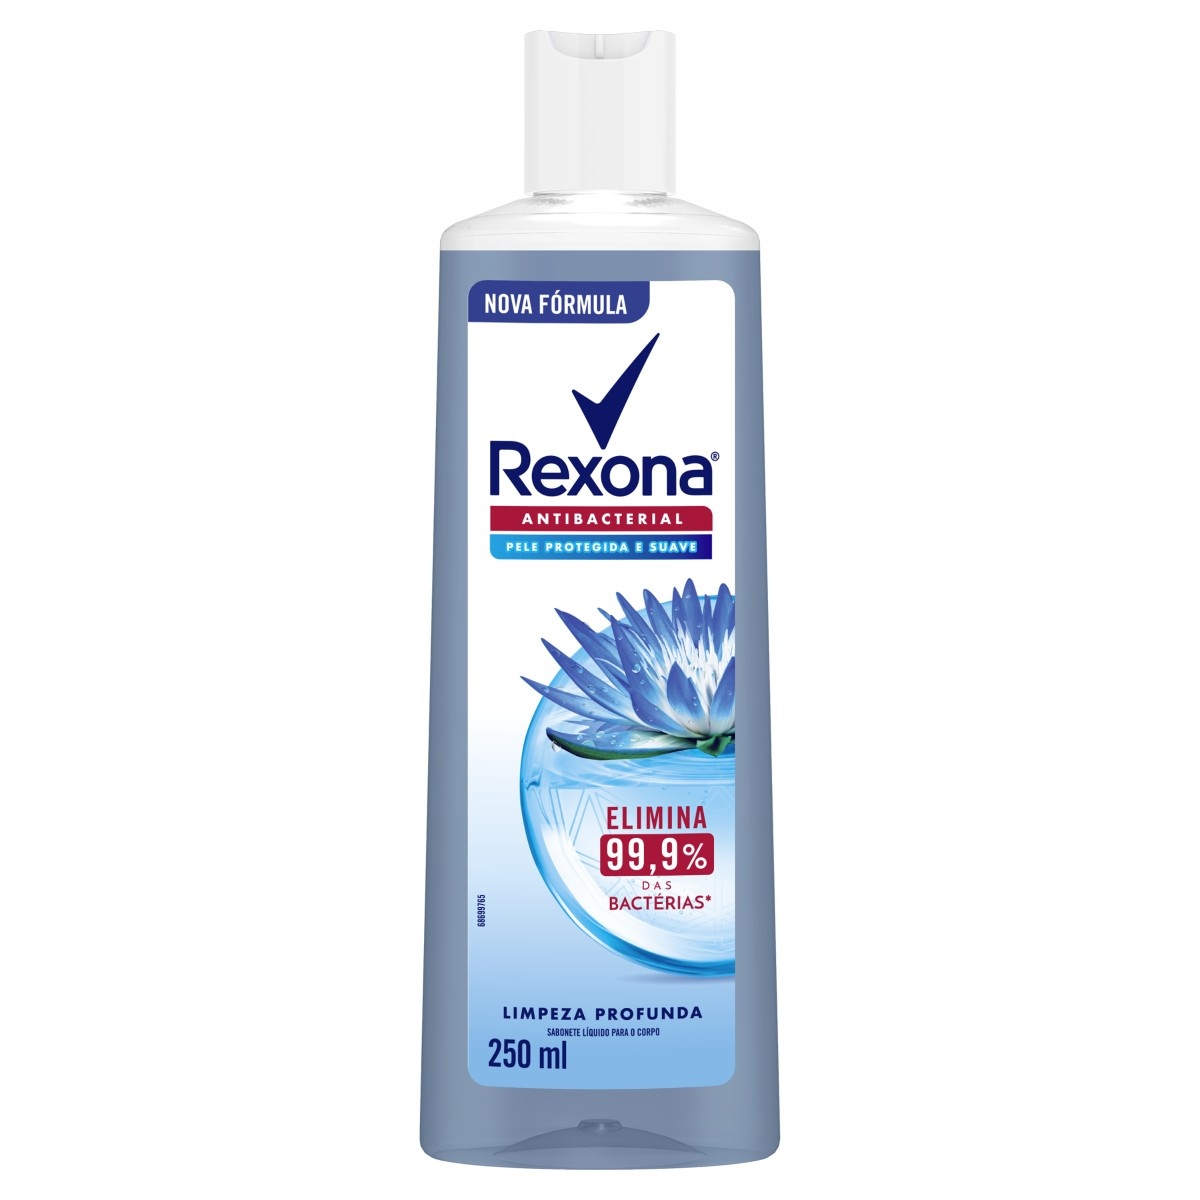 NOVA FÓRMULA
Rexona®
ANTIBACTERIAL
PELE PROTEGIDA E SUAVE
ELIMINA
99,9%
DAS
BACTÉRIAS*
68699765
LIMPEZA PROFUNDA
SABONETE LÍQUIDO PARA O CORPO
250 ml